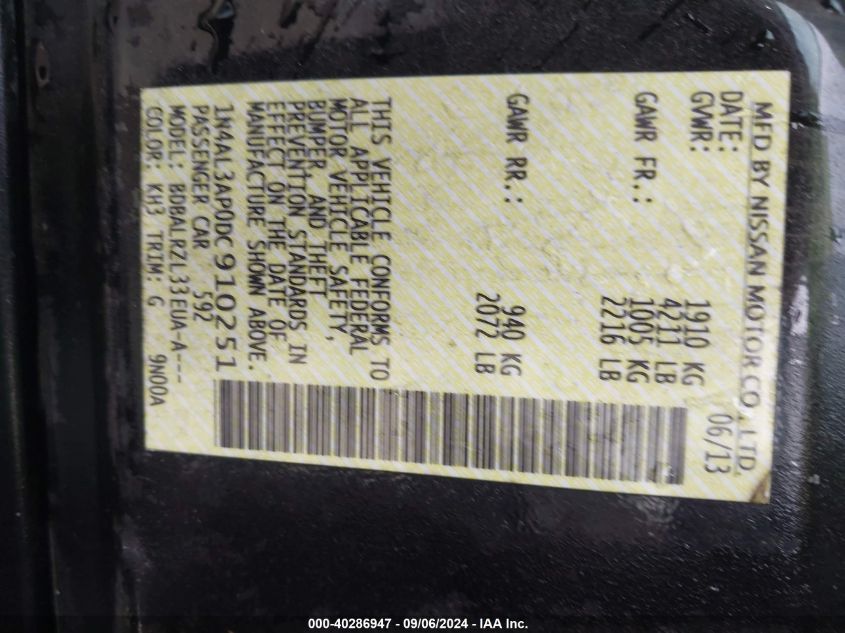 MFD BY NISSAN MOTOR CO., LTD.
DATE: 06/13
GVWR: 1910 KG
4211 LB
GAWR FR.: 1005 KG
2216 LB
GAWR RR.: 940 KG
2072 LB
THIS VEHICLE CONFORMS TO
ALL APPLICABLE FEDERAL
MOTOR VEHICLE SAFETY,
BUMPER, AND THEFT
PREVENTION STANDARDS IN
EFFECT ON THE DATE OF
MANUFACTURE SHOWN ABOVE.
1N4AL3AP0DC910251
PASSENGER CAR 592
MODEL: BDBALRZL33EUA-A---
COLOR: KH3 TRIM: G 9N00A
000-40286947 - 09/06/2024 - IAA Inc.